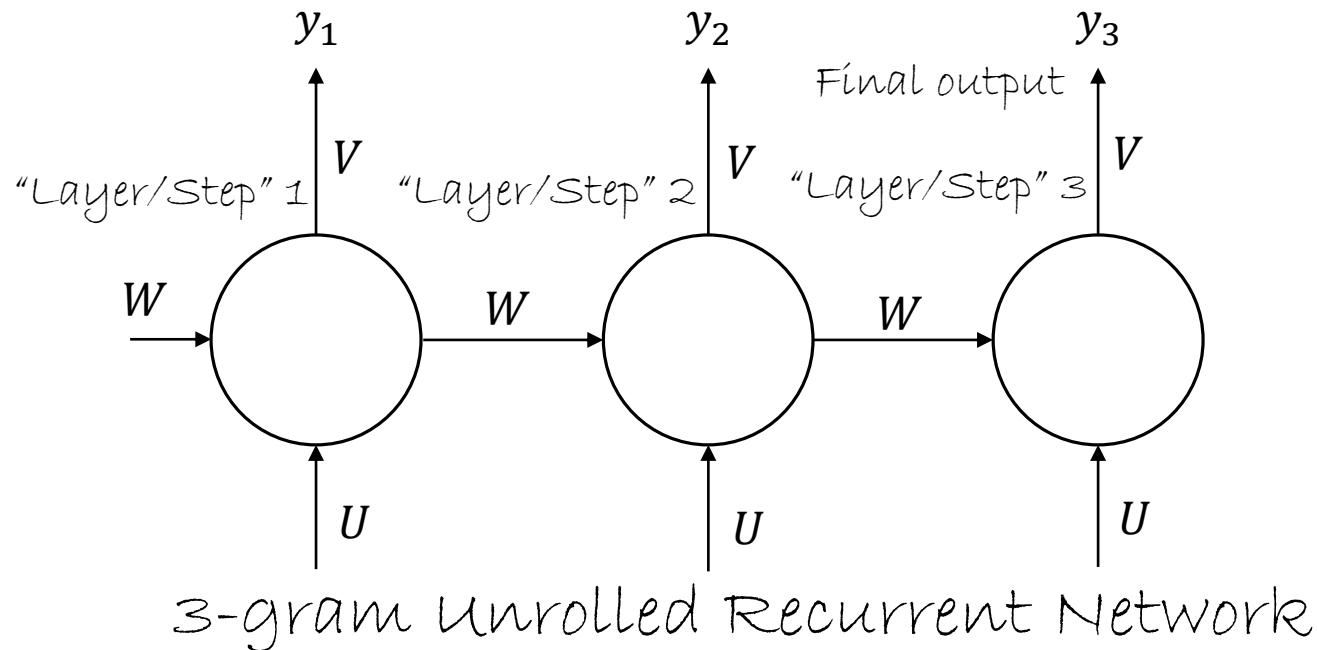 y₁ y₂ y₃
Final output
V V V
"Layer/Step" 1 "Layer/Step" 2 "Layer/Step" 3
W W W
U U U
3-gram Unrolled Recurrent Network